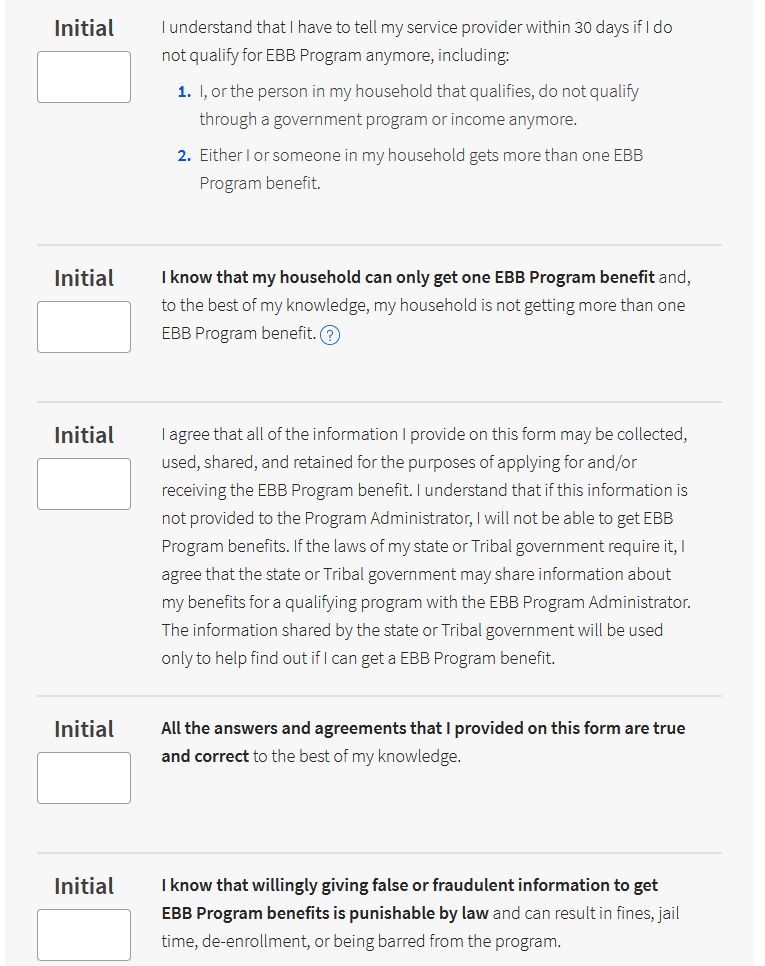 Initial
I understand that I have to tell my service provider within 30 days if I do
not qualify for EBB Program anymore, including:
1. I, or the person in my household that qualifies, do not qualify
through a government program or income anymore.
2. Either I or someone in my household gets more than one EBB
Program benefit.
Initial
I know that my household can only get one EBB Program benefit and,
to the best of my knowledge, my household is not getting more than one
EBB Program benefit. ?
Initial
I agree that all of the information I provide on this form may be collected,
used, shared, and retained for the purposes of applying for and/or
receiving the EBB Program benefit. I understand that if this information is
not provided to the Program Administrator, I will not be able to get EBB
Program benefits. If the laws of my state or Tribal government require it, I
agree that the state or Tribal government may share information about
my benefits for a qualifying program with the EBB Program Administrator.
The information shared by the state or Tribal government will be used
only to help find out if I can get a EBB Program benefit.
Initial
All the answers and agreements that I provided on this form are true
and correct to the best of my knowledge.
Initial
I know that willingly giving false or fraudulent information to get
EBB Program benefits is punishable by law and can result in fines, jail
time, de-enrollment, or being barred from the program.